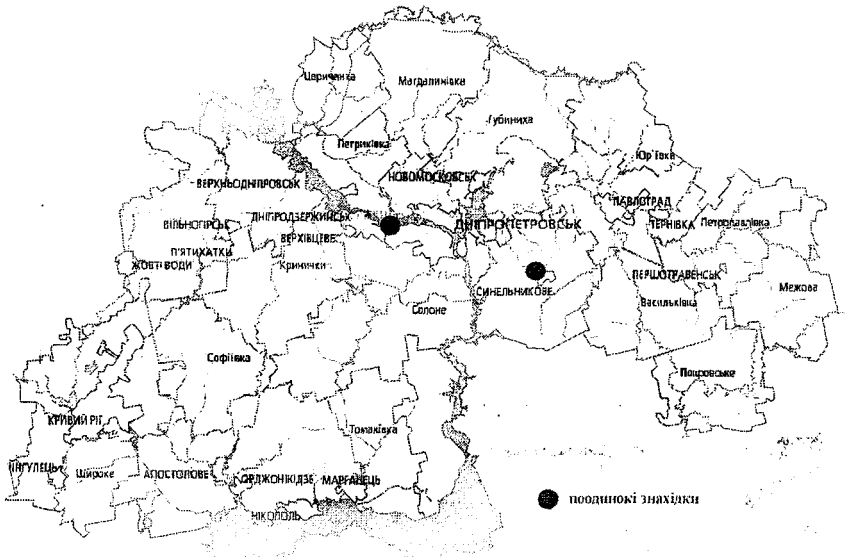 Царичанка
Магдалинівка
Губиниха
Петриківка
Юр'ївка
НОВОМОСКОВСЬК
ВЕРХНЬОДНІПРОВСЬК
ПАВЛОГРАД
ДНІПРОДЗЕРЖИНСЬК
ДНІПРОПЕТРОВСЬК
ТЕРНІВКА
Петропавлівка
ВІЛЬНОГІРСЬК
ВЕРХІВЦЕВЕ
П'ЯТИХАТКИ
ЖОВТІ ВОДИ
Кринички
ПЕРШОТРАВЕНСЬК
СИНЕЛЬНИКОВЕ
Межова
Васильківка
Солоне
Софіївка
Покровське
КРИВИЙ РІГ
Томаківка
ІНГУЛЕЦЬ
Широке
АПОСТОЛОВЕ
ОРДЖОНІКІДЗЕ
МАРГАНЕЦЬ
НІКОПОЛЬ
поодинокі знахідки